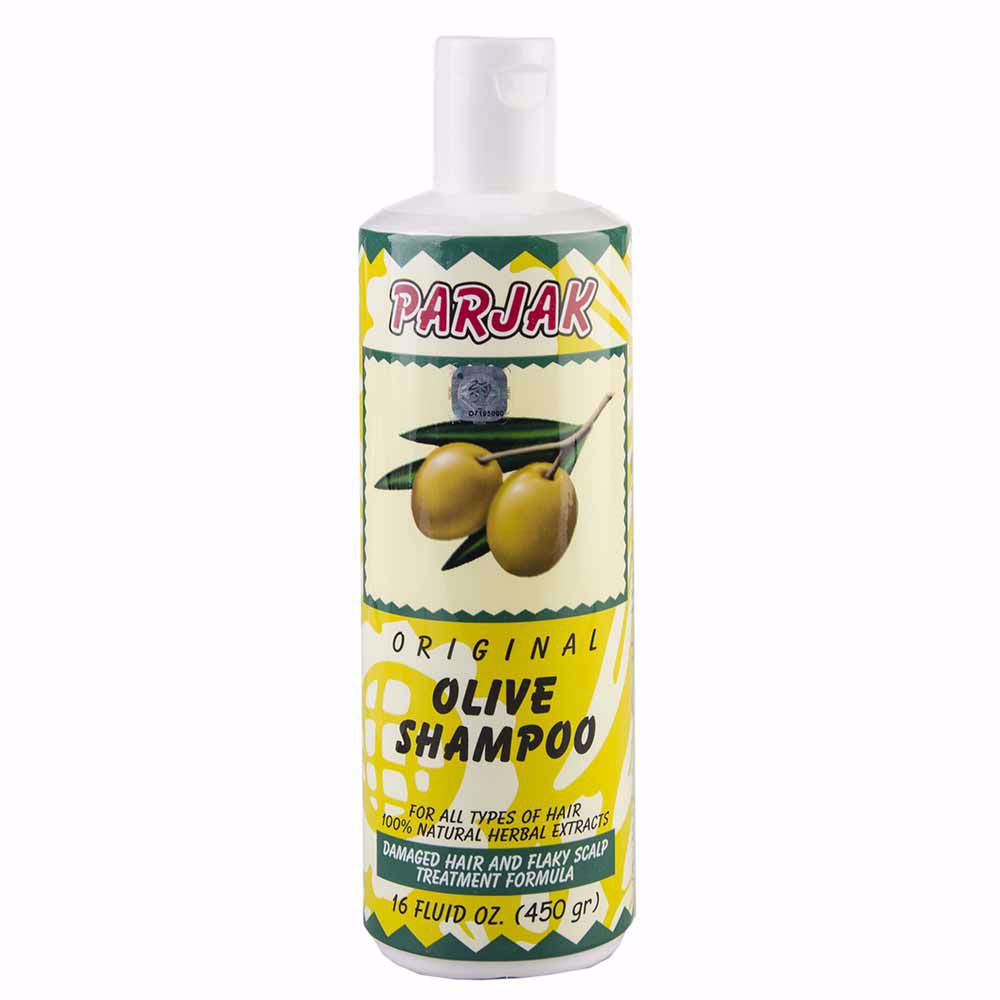 PARJAK
ORIGINAL
OLIVE
SHAMPOO
FOR ALL TYPES OF HAIR
100% NATURAL HERBAL EXTRACTS
DAMAGED HAIR AND FLAKY SCALP
TREATMENT FORMULA
16 FLUID OZ. (450 gr)